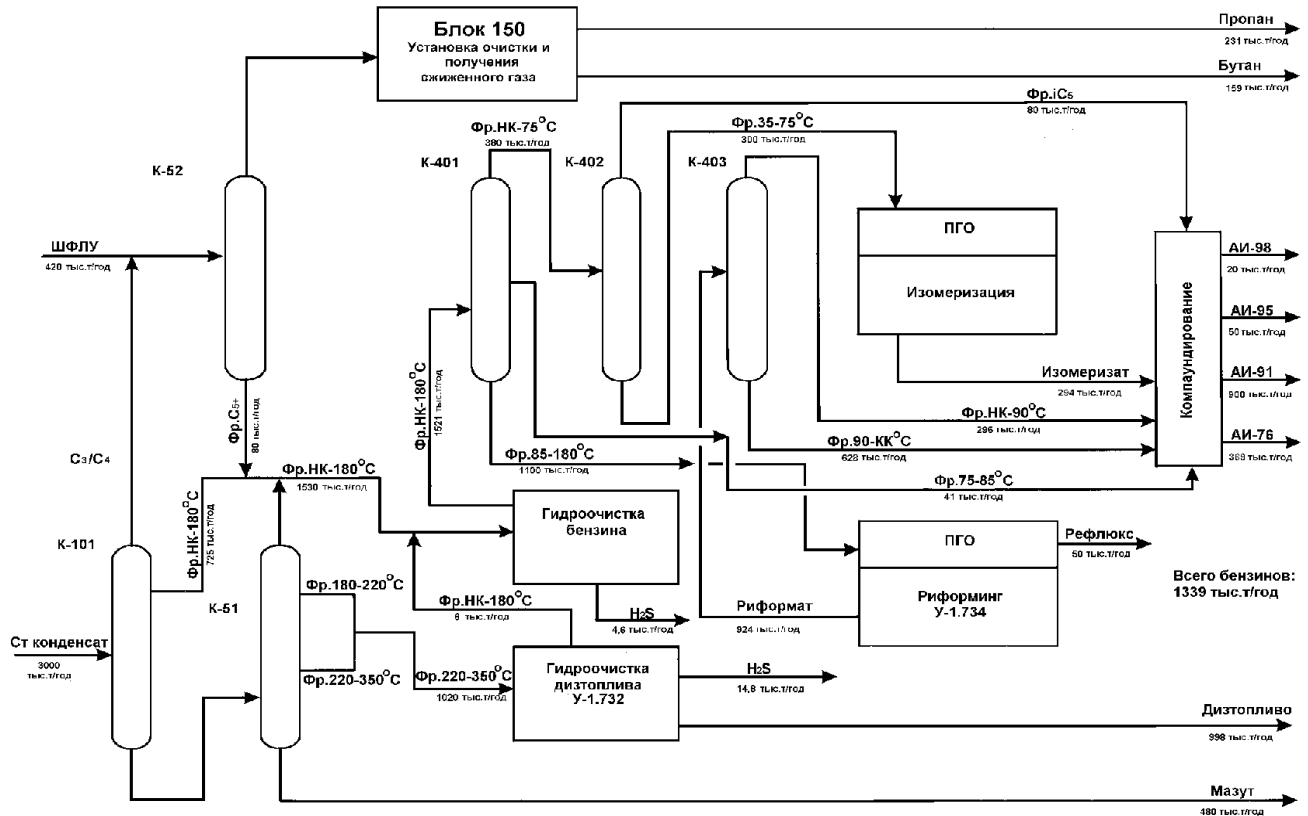 Блок 150
Установка очистки и
получения
сжиженного газа
Пропан
231 тыс.т/год
Бутан
159 тыс.т/год
Фр.iC5
80 тыс.т/год
Фр.НК-75°С
380 тыс.т/год
Фр.35-75°С
300 тыс.т/год
К-52
К-401
К-402
К-403
ШФЛУ
420 тыс.т/год
ПГО
Изомеризация
Компаундирование
АИ-98
20 тыс.т/год
АИ-95
50 тыс.т/год
АИ-91
900 тыс.т/год
АИ-76
369 тыс.т/год
Изомеризат
294 тыс.т/год
Фр.НК-90°С
296 тыс.т/год
Фр.90-КК°С
628 тыс.т/год
Фр.75-85°С
41 тыс.т/год
Фр.С5+
80 тыс.т/год
Фр.НК-180°С
1521 тыс.т/год
Фр.85-180°С
1100 тыс.т/год
С3/С4
Фр.НК-180°С
1530 тыс.т/год
Фр.НК-180°С
725 тыс.т/год
К-101
К-51
Гидроочистка
бензина
ПГО
Риформинг
У-1.734
Рефлюкс
50 тыс.т/год
Всего бензинов:
1339 тыс.т/год
Фр.180-220°С
Фр.НК-180°С
6 тыс.т/год
H2S
4,6 тыс.т/год
Риформат
924 тыс.т/год
Ст конденсат
3000
тыс.т/год
Фр.220-350°С
Фр.220-350°С
1020 тыс.т/год
Гидроочистка
дизтоплива
У-1.732
H2S
14,8 тыс.т/год
Дизтопливо
998 тыс.т/год
Мазут
480 тыс.т/год